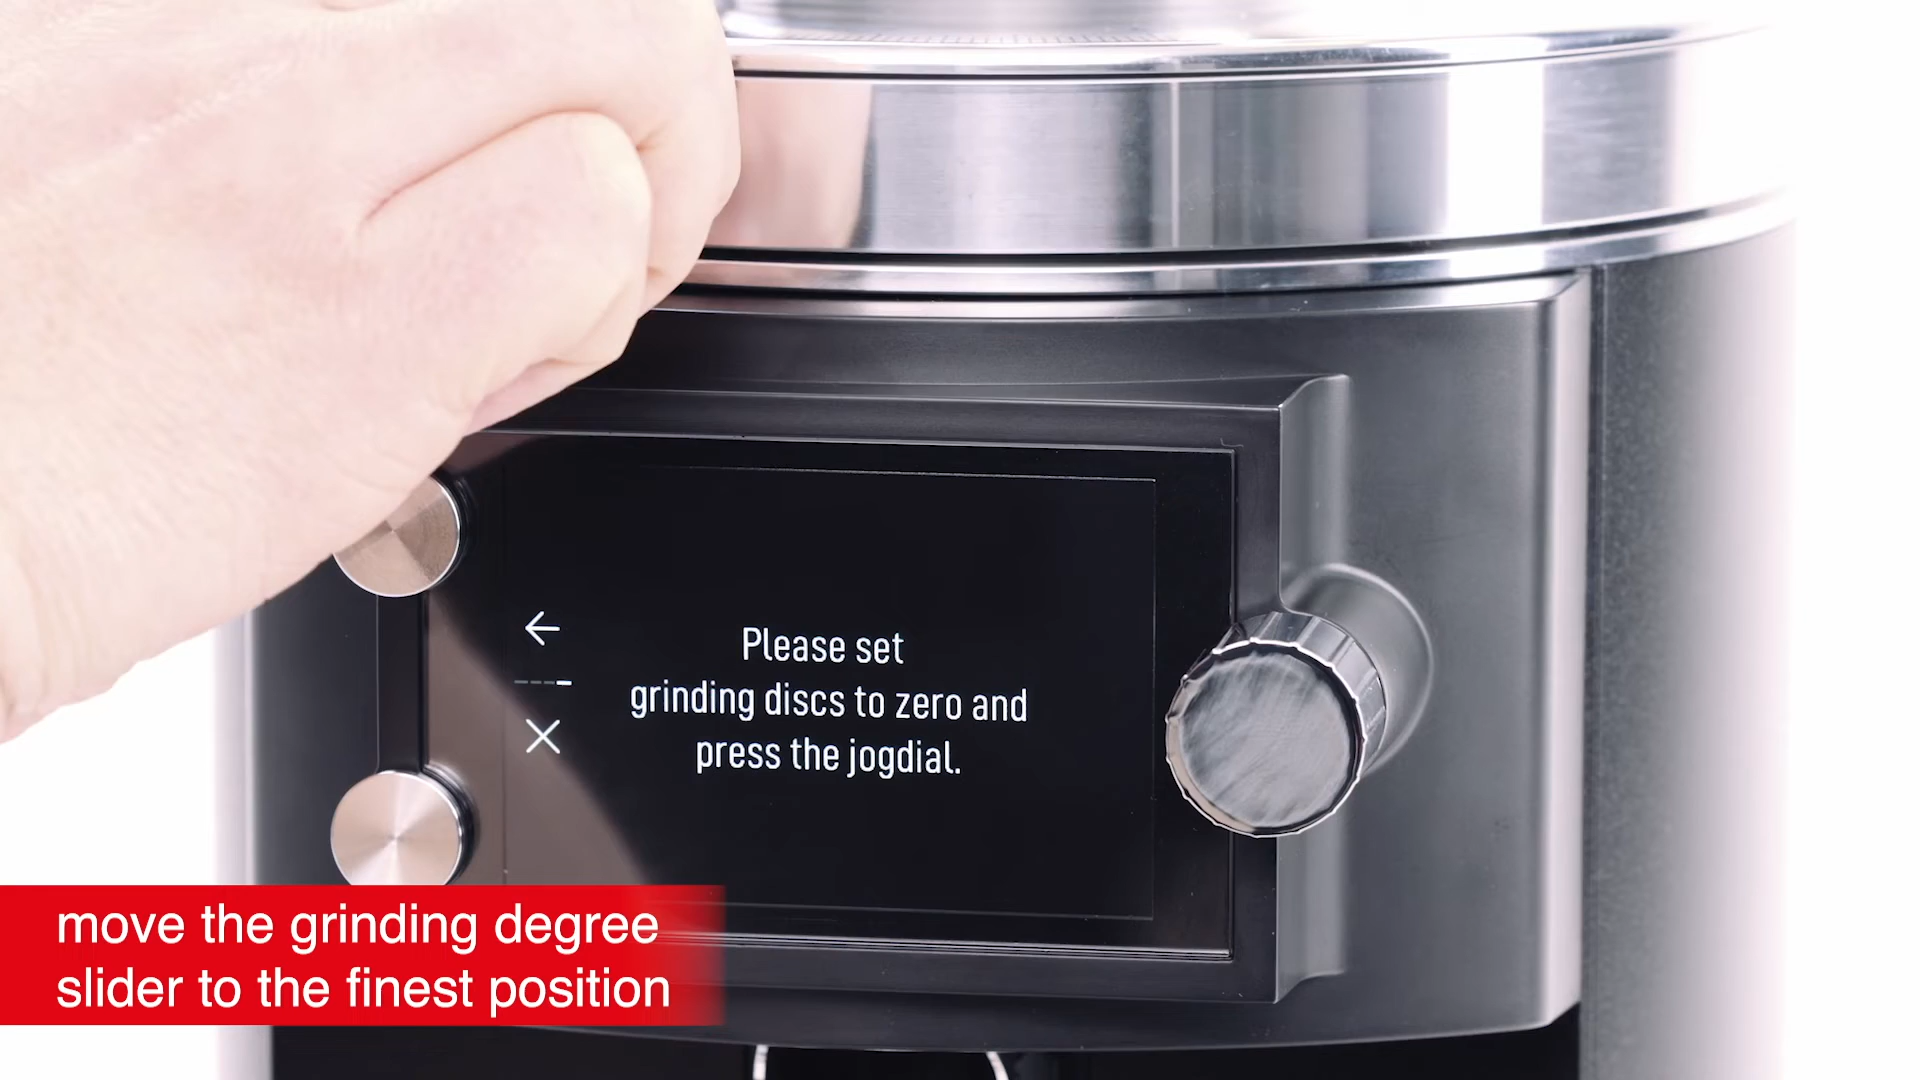 Please set
grinding discs to zero and
press the jogdial.
move the grinding degree
slider to the finest position